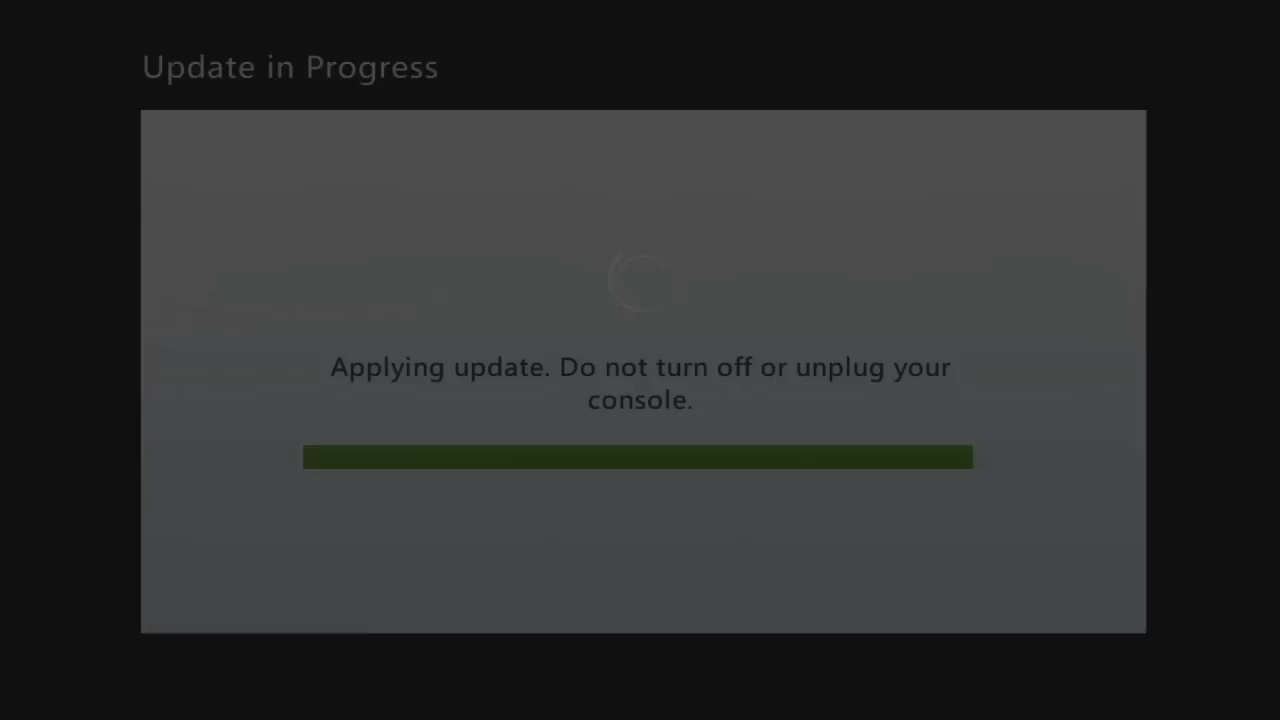 Update in Progress
Applying update. Do not turn off or unplug your
console.